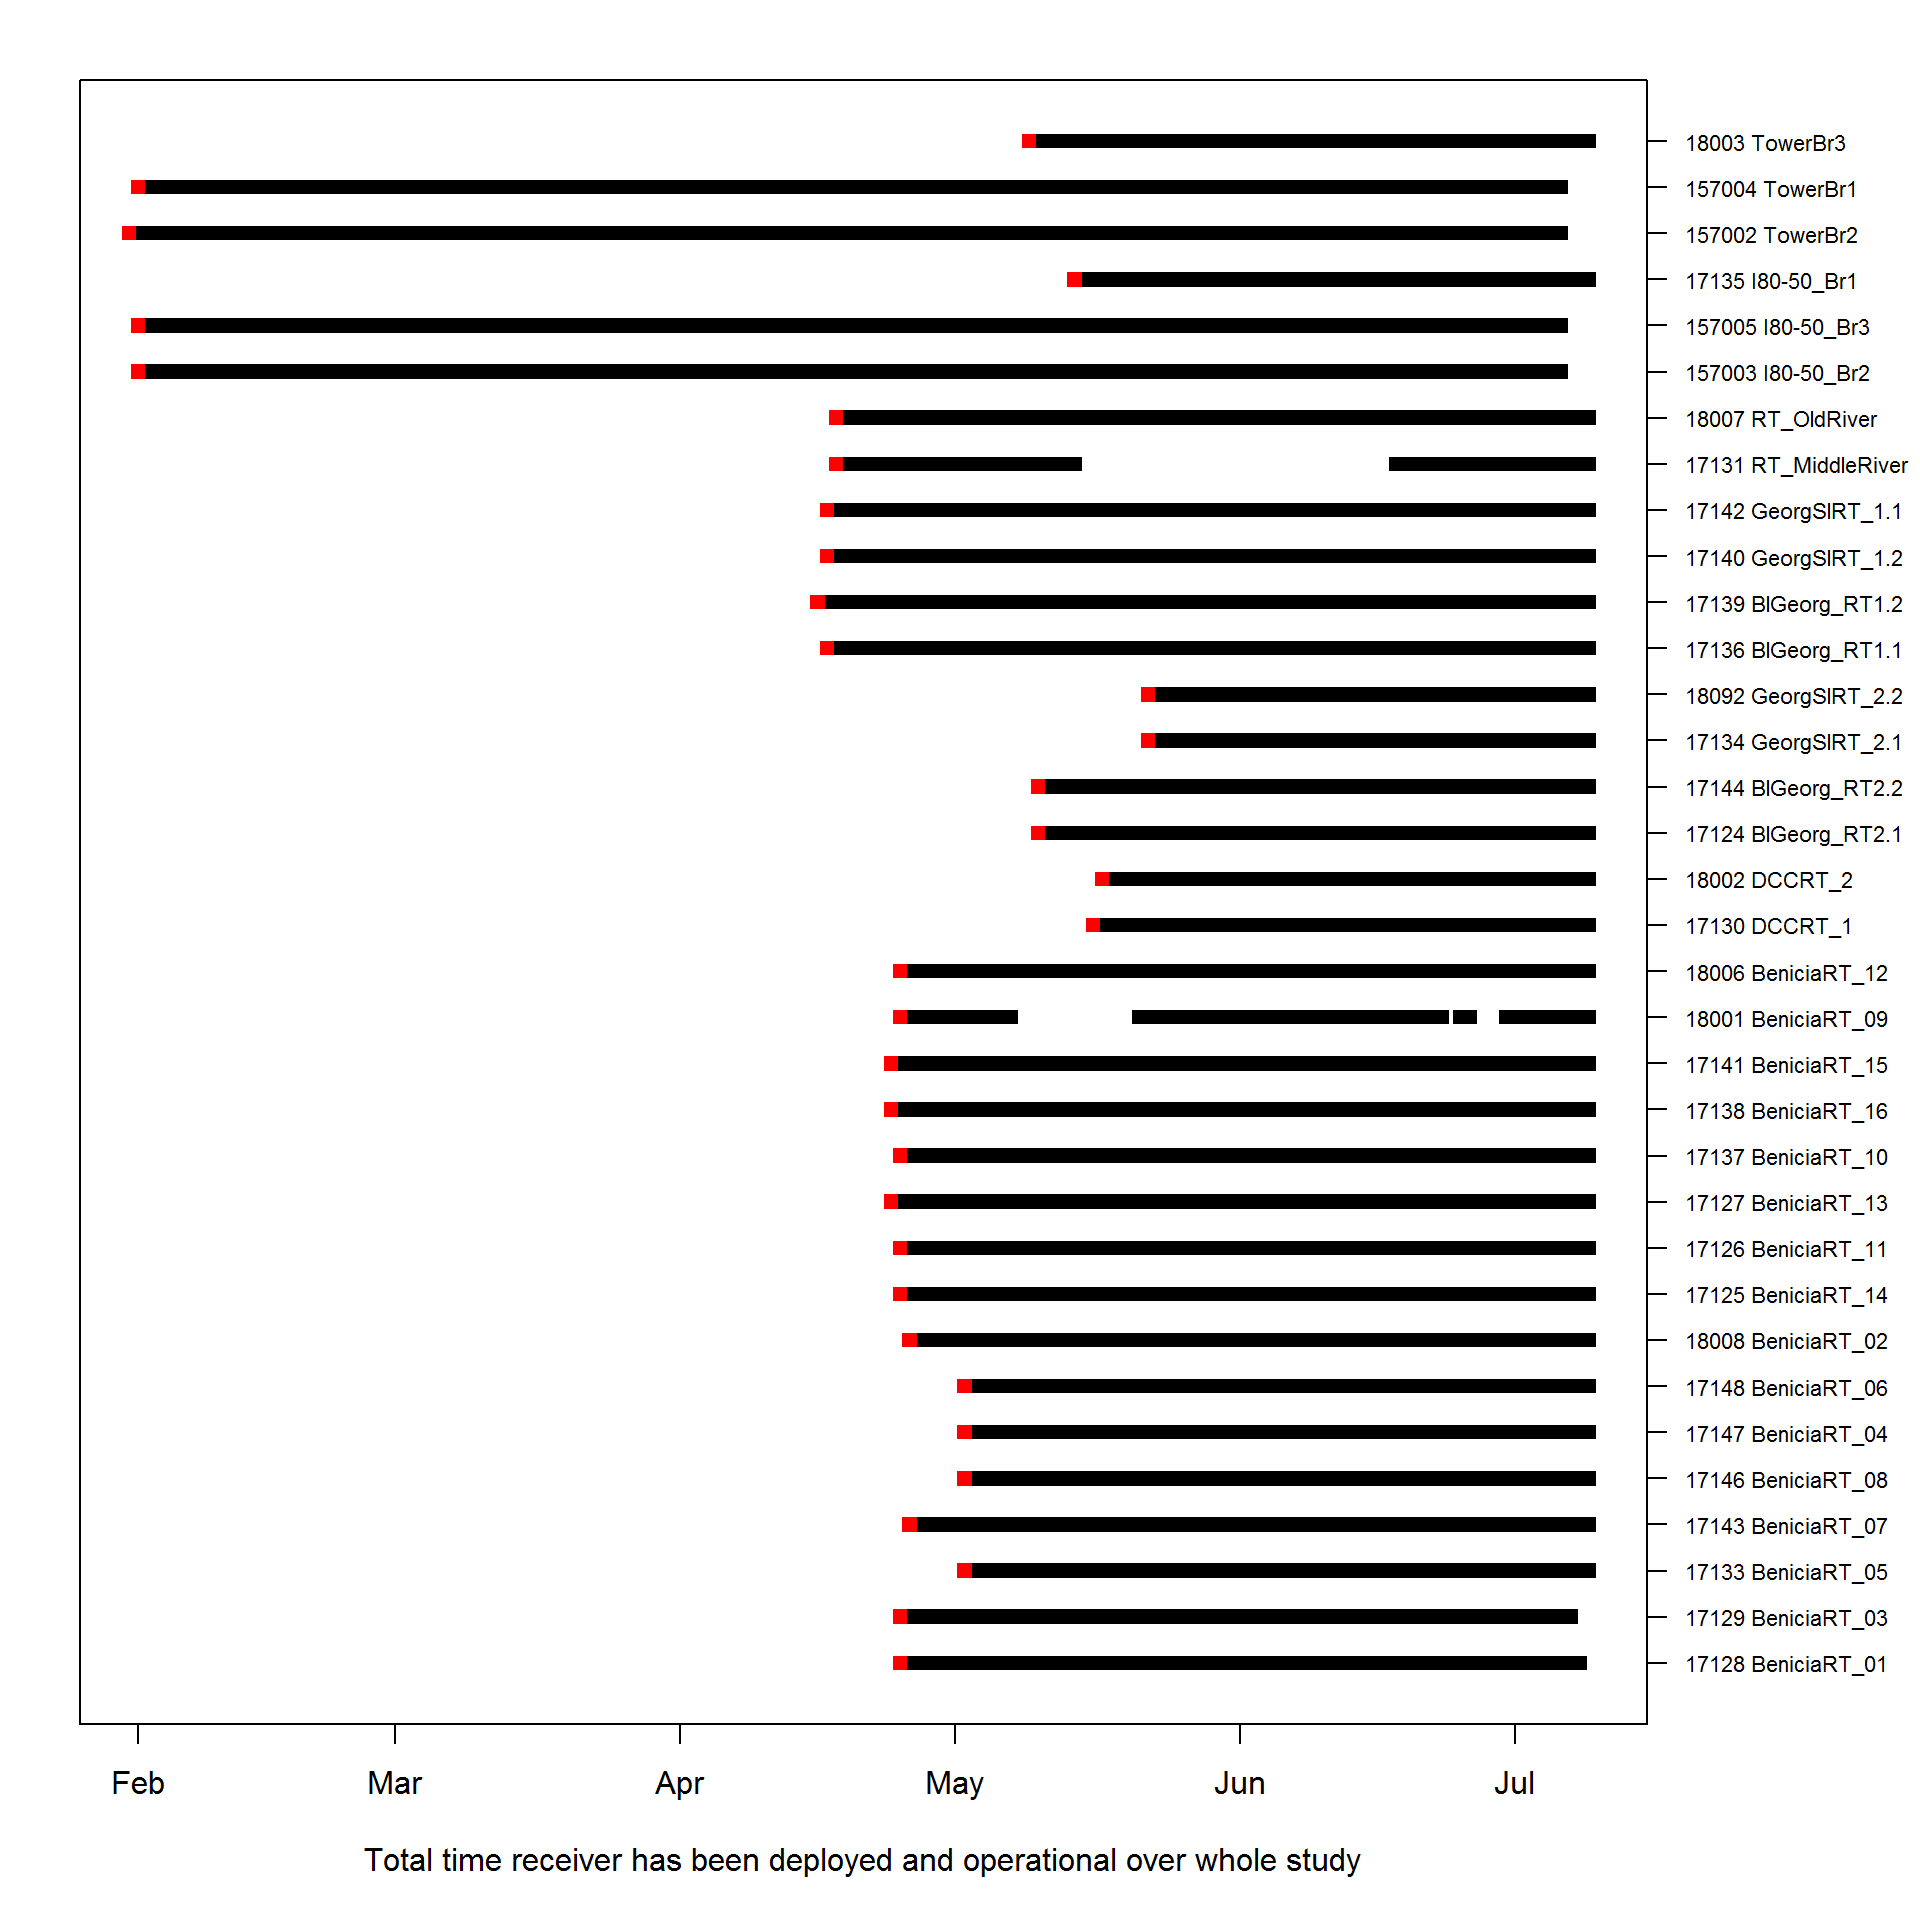 18003 TowerBr3
157004 TowerBr1
157002 TowerBr2
17135 I80-50_Br1
157005 I80-50_Br3
157003 I80-50_Br2
18007 RT_OldRiver
17131 RT_MiddleRiver
17142 GeorgSlRT_1.1
17140 GeorgSlRT_1.2
17139 BlGeorg_RT1.2
17136 BlGeorg_RT1.1
18092 GeorgSlRT_2.2
17134 GeorgSlRT_2.1
17144 BlGeorg_RT2.2
17124 BlGeorg_RT2.1
18002 DCCRT_2
17130 DCCRT_1
18006 BeniciaRT_12
18001 BeniciaRT_09
17141 BeniciaRT_15
17138 BeniciaRT_16
17137 BeniciaRT_10
17127 BeniciaRT_13
17126 BeniciaRT_11
17125 BeniciaRT_14
18008 BeniciaRT_02
17148 BeniciaRT_06
17147 BeniciaRT_04
17146 BeniciaRT_08
17143 BeniciaRT_07
17133 BeniciaRT_05
17129 BeniciaRT_03
17128 BeniciaRT_01
Feb Mar Apr May Jun Jul
Total time receiver has been deployed and operational over whole study